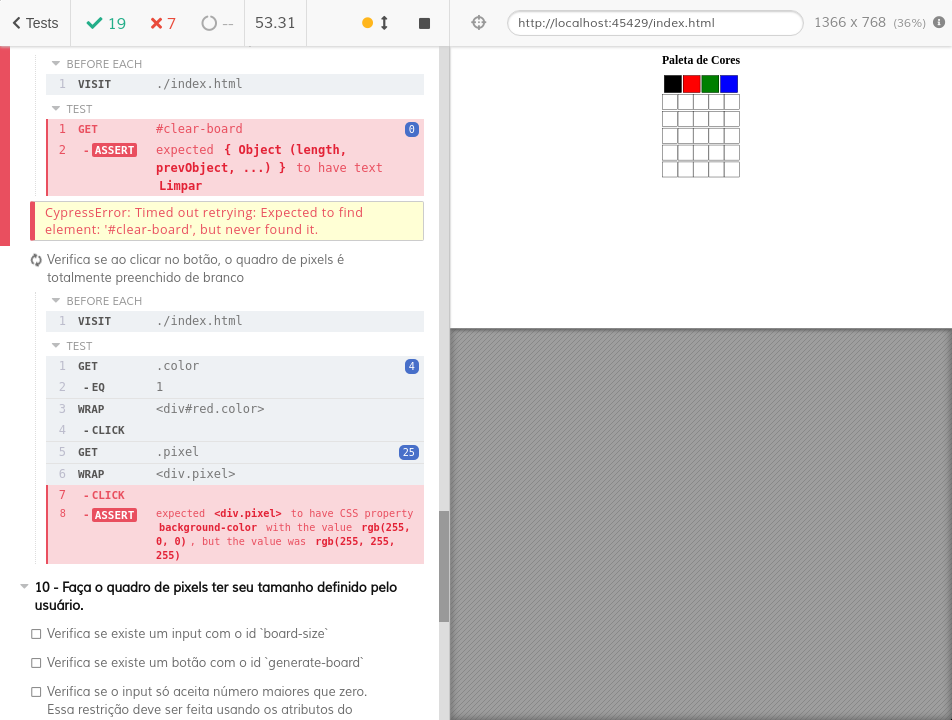 Tests 19 7 -- 53.31
http://localhost:45429/index.html 1366 x 768 (36%)
BEFORE EACH
1 VISIT ./index.html
TEST
1 GET #clear-board 0
2 - ASSERT expected { Object (length,
prevObject, ...) } to have text
Limpar
CypressError: Timed out retrying: Expected to find
element: '#clear-board', but never found it.
Verifica se ao clicar no botão, o quadro de pixels é
totalmente preenchido de branco
BEFORE EACH
1 VISIT ./index.html
TEST
1 GET .color 4
2 - EQ 1
3 WRAP <div#red.color>
4 - CLICK
5 GET .pixel 25
6 WRAP <div.pixel>
7 - CLICK
8 - ASSERT expected <div.pixel> to have CSS property
background-color with the value rgb(255,
0, 0) , but the value was rgb(255, 255,
255)
10 - Faça o quadro de pixels ter seu tamanho definido pelo
usuário.
Verifica se existe um input com o id `board-size`
Verifica se existe um botão com o id `generate-board`
Verifica se o input só aceita número maiores que zero.
Essa restrição deve ser feita usando os atributos do
Paleta de Cores